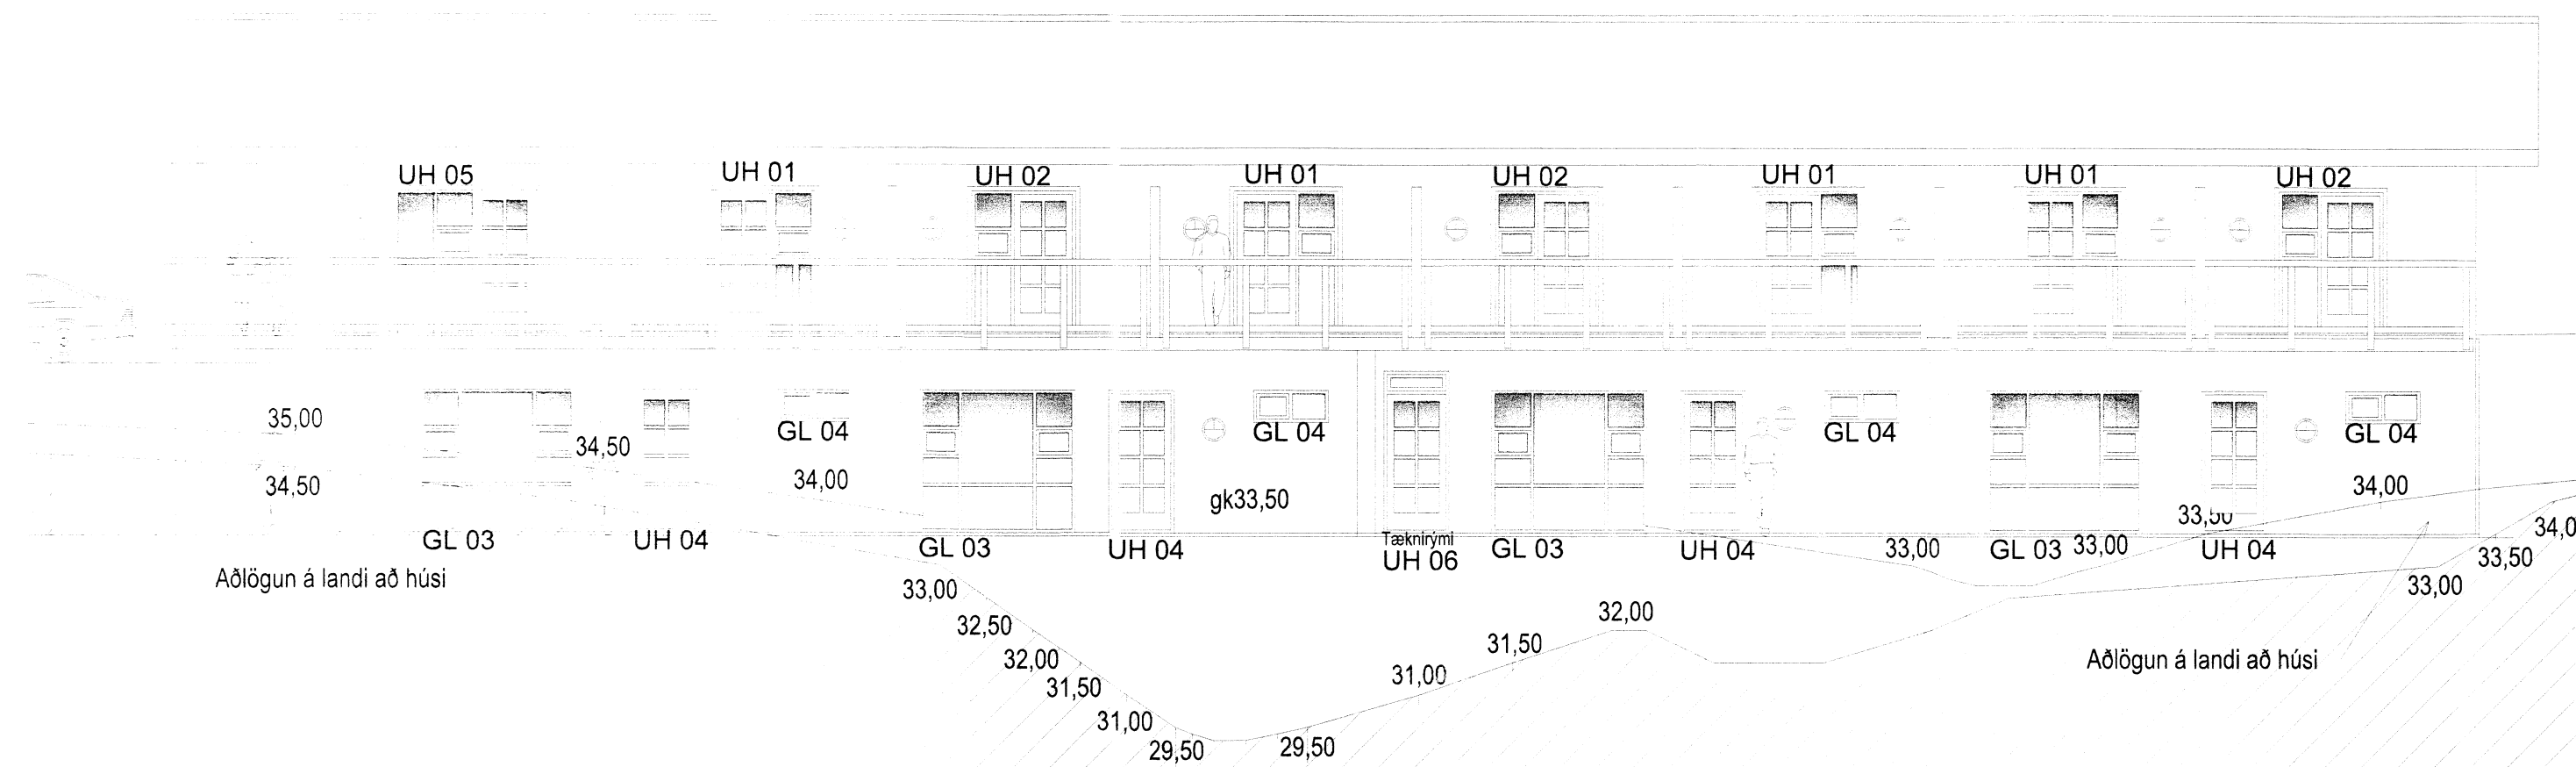 UH 05
UH 01
UH 02
UH 01
UH 02
UH 01
UH 01
UH 02
35,00
34,50
GL 04
GL 04
GL 04
GL 04
34,50
34,00
gk33,50
34,00
33,50
GL 03
UH 04
GL 03
UH 04
Tæknirými
UH 06
GL 03
UH 04
33,00
GL 03
33,00
UH 04
33,50
34,0
Aðlögun á landi að húsi
33,00
33,00
32,50
32,00
32,00
31,50
31,50
31,00
31,00
29,50
29,50
Aðlögun á landi að húsi